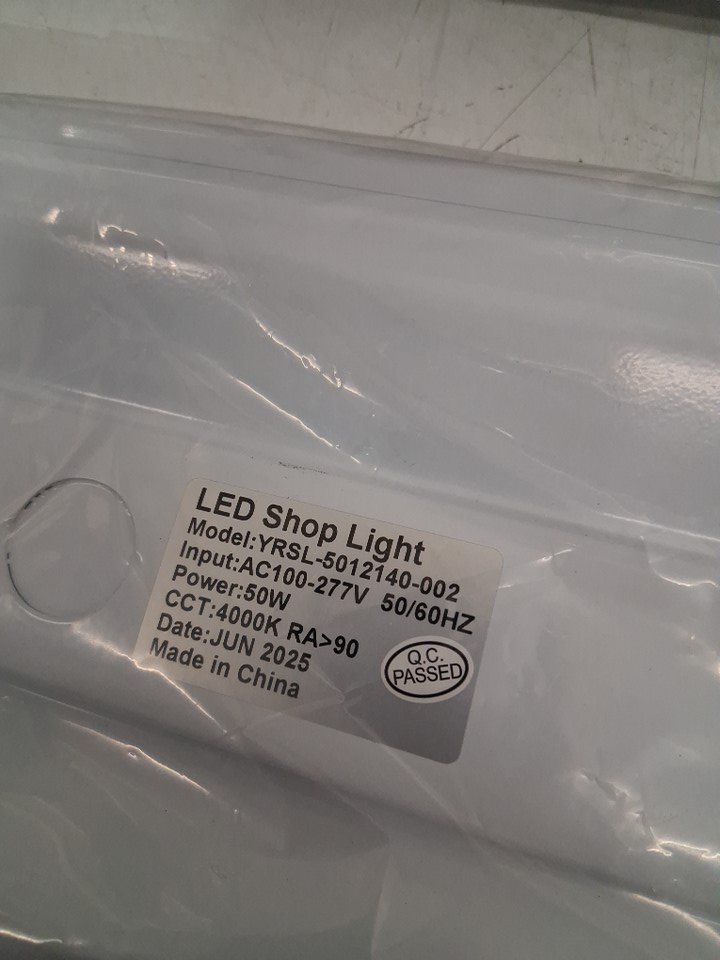 LED Shop Light
Model:YRSL-5012140-002
Input:AC100-277V 50/60HZ
Power:50W
CCT:4000K RA>90
Date:JUN 2025
Made in China
Q.C.
PASSED